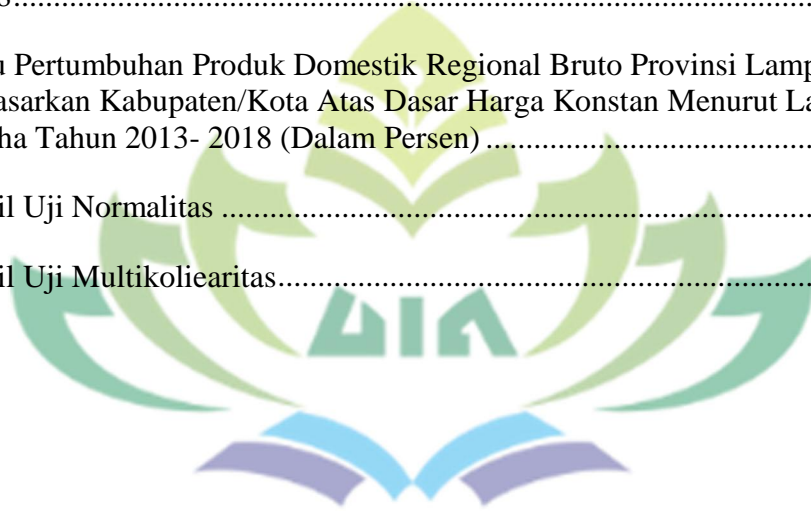 u Pertumbuhan Produk Domestik Regional Bruto Provinsi Lamp
asarkan Kabupaten/Kota Atas Dasar Harga Konstan Menurut La
ha Tahun 2013- 2018 (Dalam Persen) ..........................................
il Uji Normalitas ...........................................................................
il Uji Multikoliearitas....................................................................
UIN